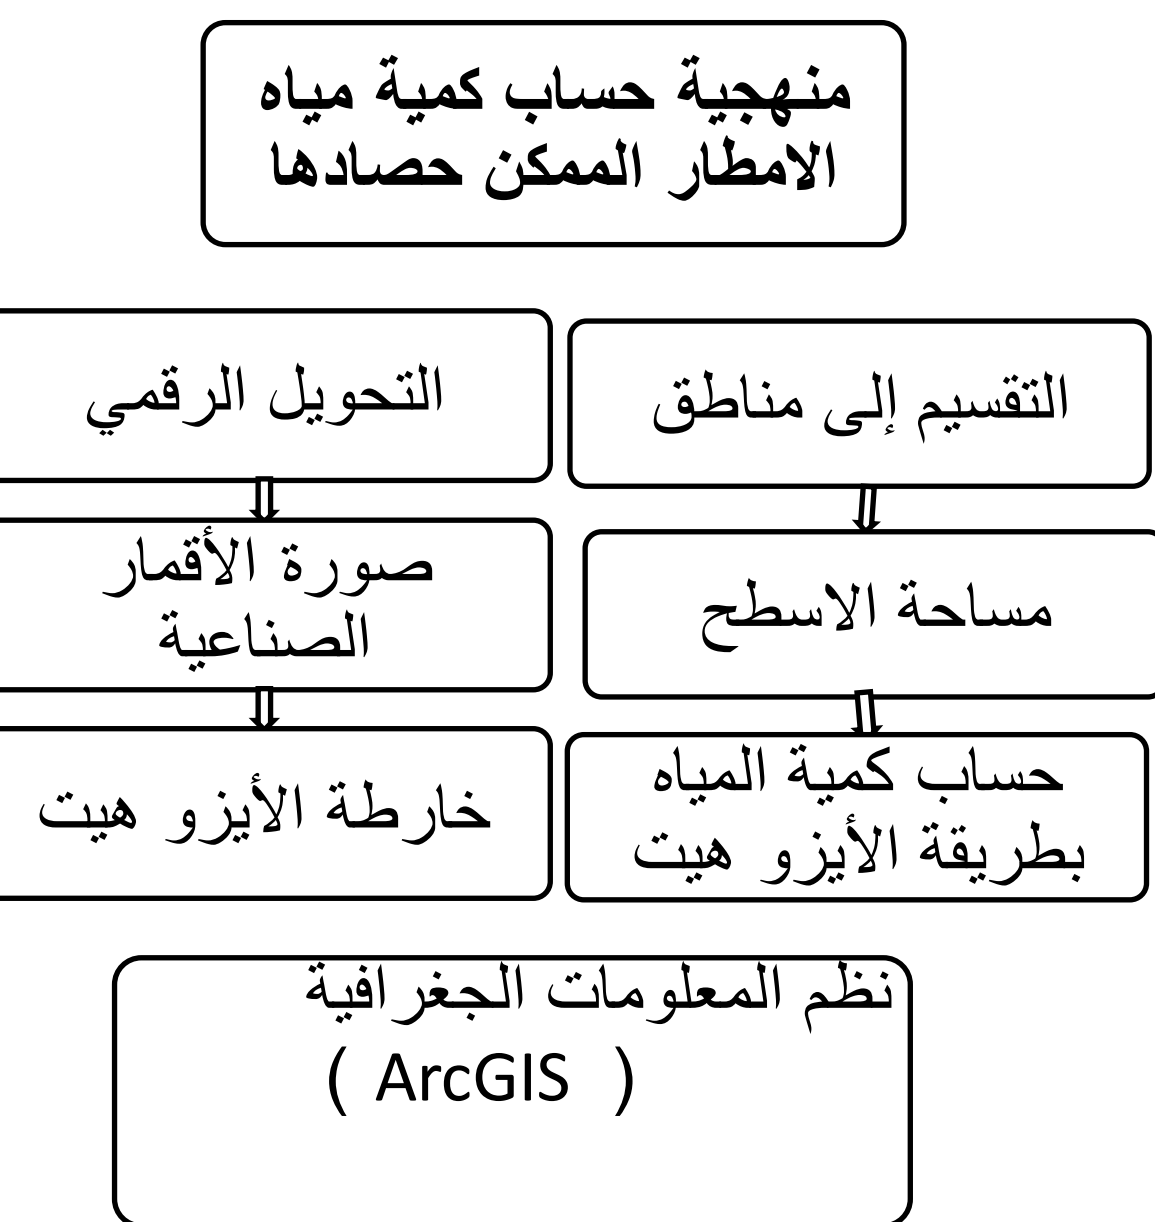 منهجية حساب كمية مياه
الامطار الممكن حصادها
التقسيم إلى مناطق
مساحة الاسطح
حساب كمية المياه
بطريقة الأيزو هيت
التحويل الرقمي
صورة الأقمار
الصناعية
خارطة الأيزو هيت
نظم المعلومات الجغرافية
( ArcGIS )